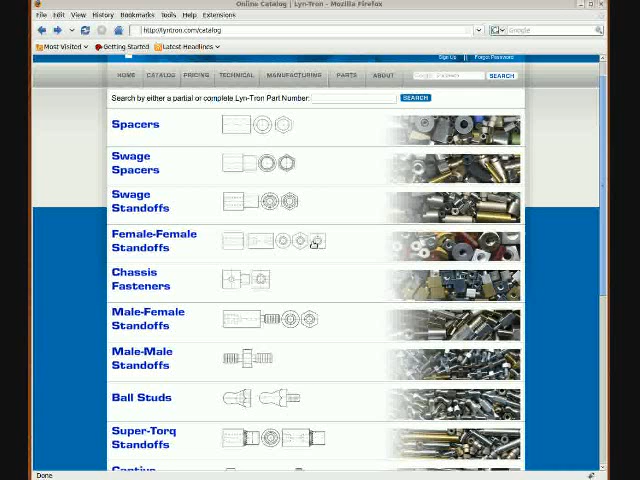 Online Catalog | Lyn-Tron - Mozilla Firefox
File Edit View History Bookmarks Tools Help Extensions
http://lyntron.com/catalog
Google
Most Visited Getting Started Latest Headlines
Sign Up | Forgot Password
HOME CATALOG PRICING TECHNICAL MANUFACTURING PARTS ABOUT SEARCH
Search by either a partial or complete Lyn-Tron Part Number: SEARCH
Spacers
Swage
Spacers
Swage
Standoffs
Female-Female
Standoffs
Chassis
Fasteners
Male-Female
Standoffs
Male-Male
Standoffs
Ball Studs
Super-Torq
Standoffs
Captive
Done